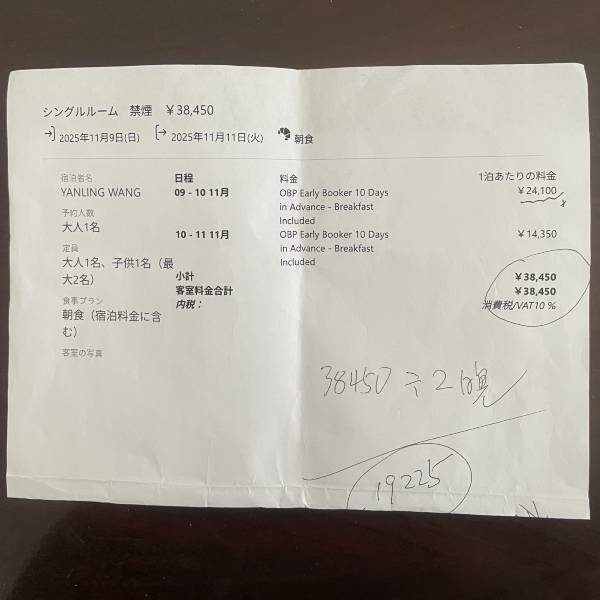 シングルルーム 禁煙 ￥38,450
2025年11月9日(日) 2025年11月11日(火) 朝食
宿泊者名
YANLING WANG
予約人数
大人1名
定員
大人1名、子供1名（最
大2名）
食事プラン
朝食（宿泊料金に含
む）
客室の写真
日程
09 - 10 11月
10 - 11 11月
小計
客室料金合計
内税：
料金
OBP Early Booker 10 Days
in Advance - Breakfast
Included
OBP Early Booker 10 Days
in Advance - Breakfast
Included
1泊あたりの料金
￥24,100
￥14,350
￥38,450
￥38,450
消費税/VAT10 %
38450 ÷ 2晚
19225